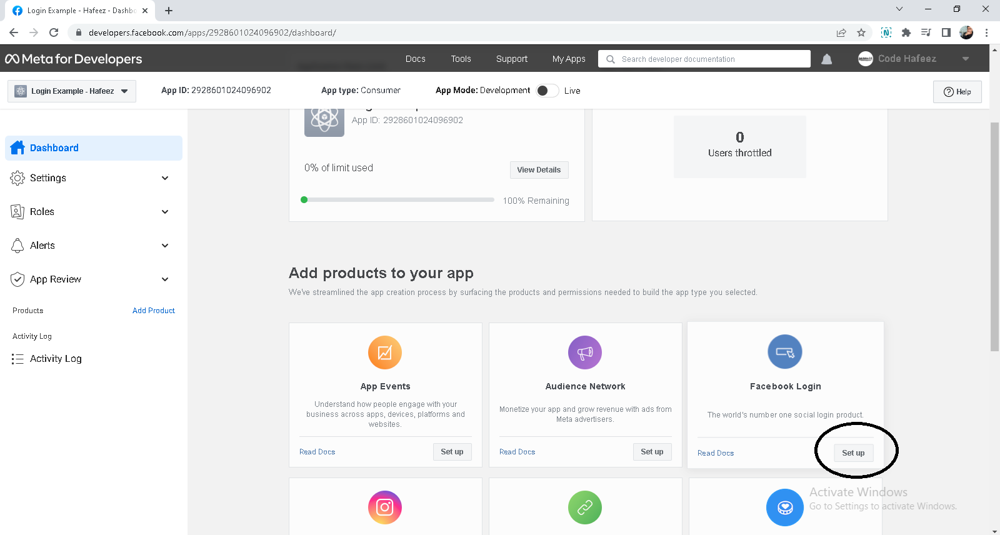 Login Example - Hafeez - Dashbo
developers.facebook.com/apps/2928601024096902/dashboard/
Meta for Developers
Docs
Tools
Support
My Apps
Search developer documentation
Code Hafeez
Login Example - Hafeez
App ID: 2928601024096902
App type: Consumer
App Mode: Development
Live
Help
App ID: 2928601024096902
0% of limit used
View Details
100% Remaining
0
Users throttled
Dashboard
Settings
Roles
Alerts
App Review
Products
Add Product
Activity Log
Activity Log
Add products to your app
We've streamlined the app creation process by surfacing the products and permissions needed to build the app type you selected.
App Events
Understand how people engage with your
business across apps, devices, platforms and
websites.
Read Docs
Set up
Audience Network
Monetize your app and grow revenue with ads from
Meta advertisers.
Read Docs
Set up
Facebook Login
The world's number one social login product.
Read Docs
Set up
Activate Windows
Go to Settings to activate Windows.